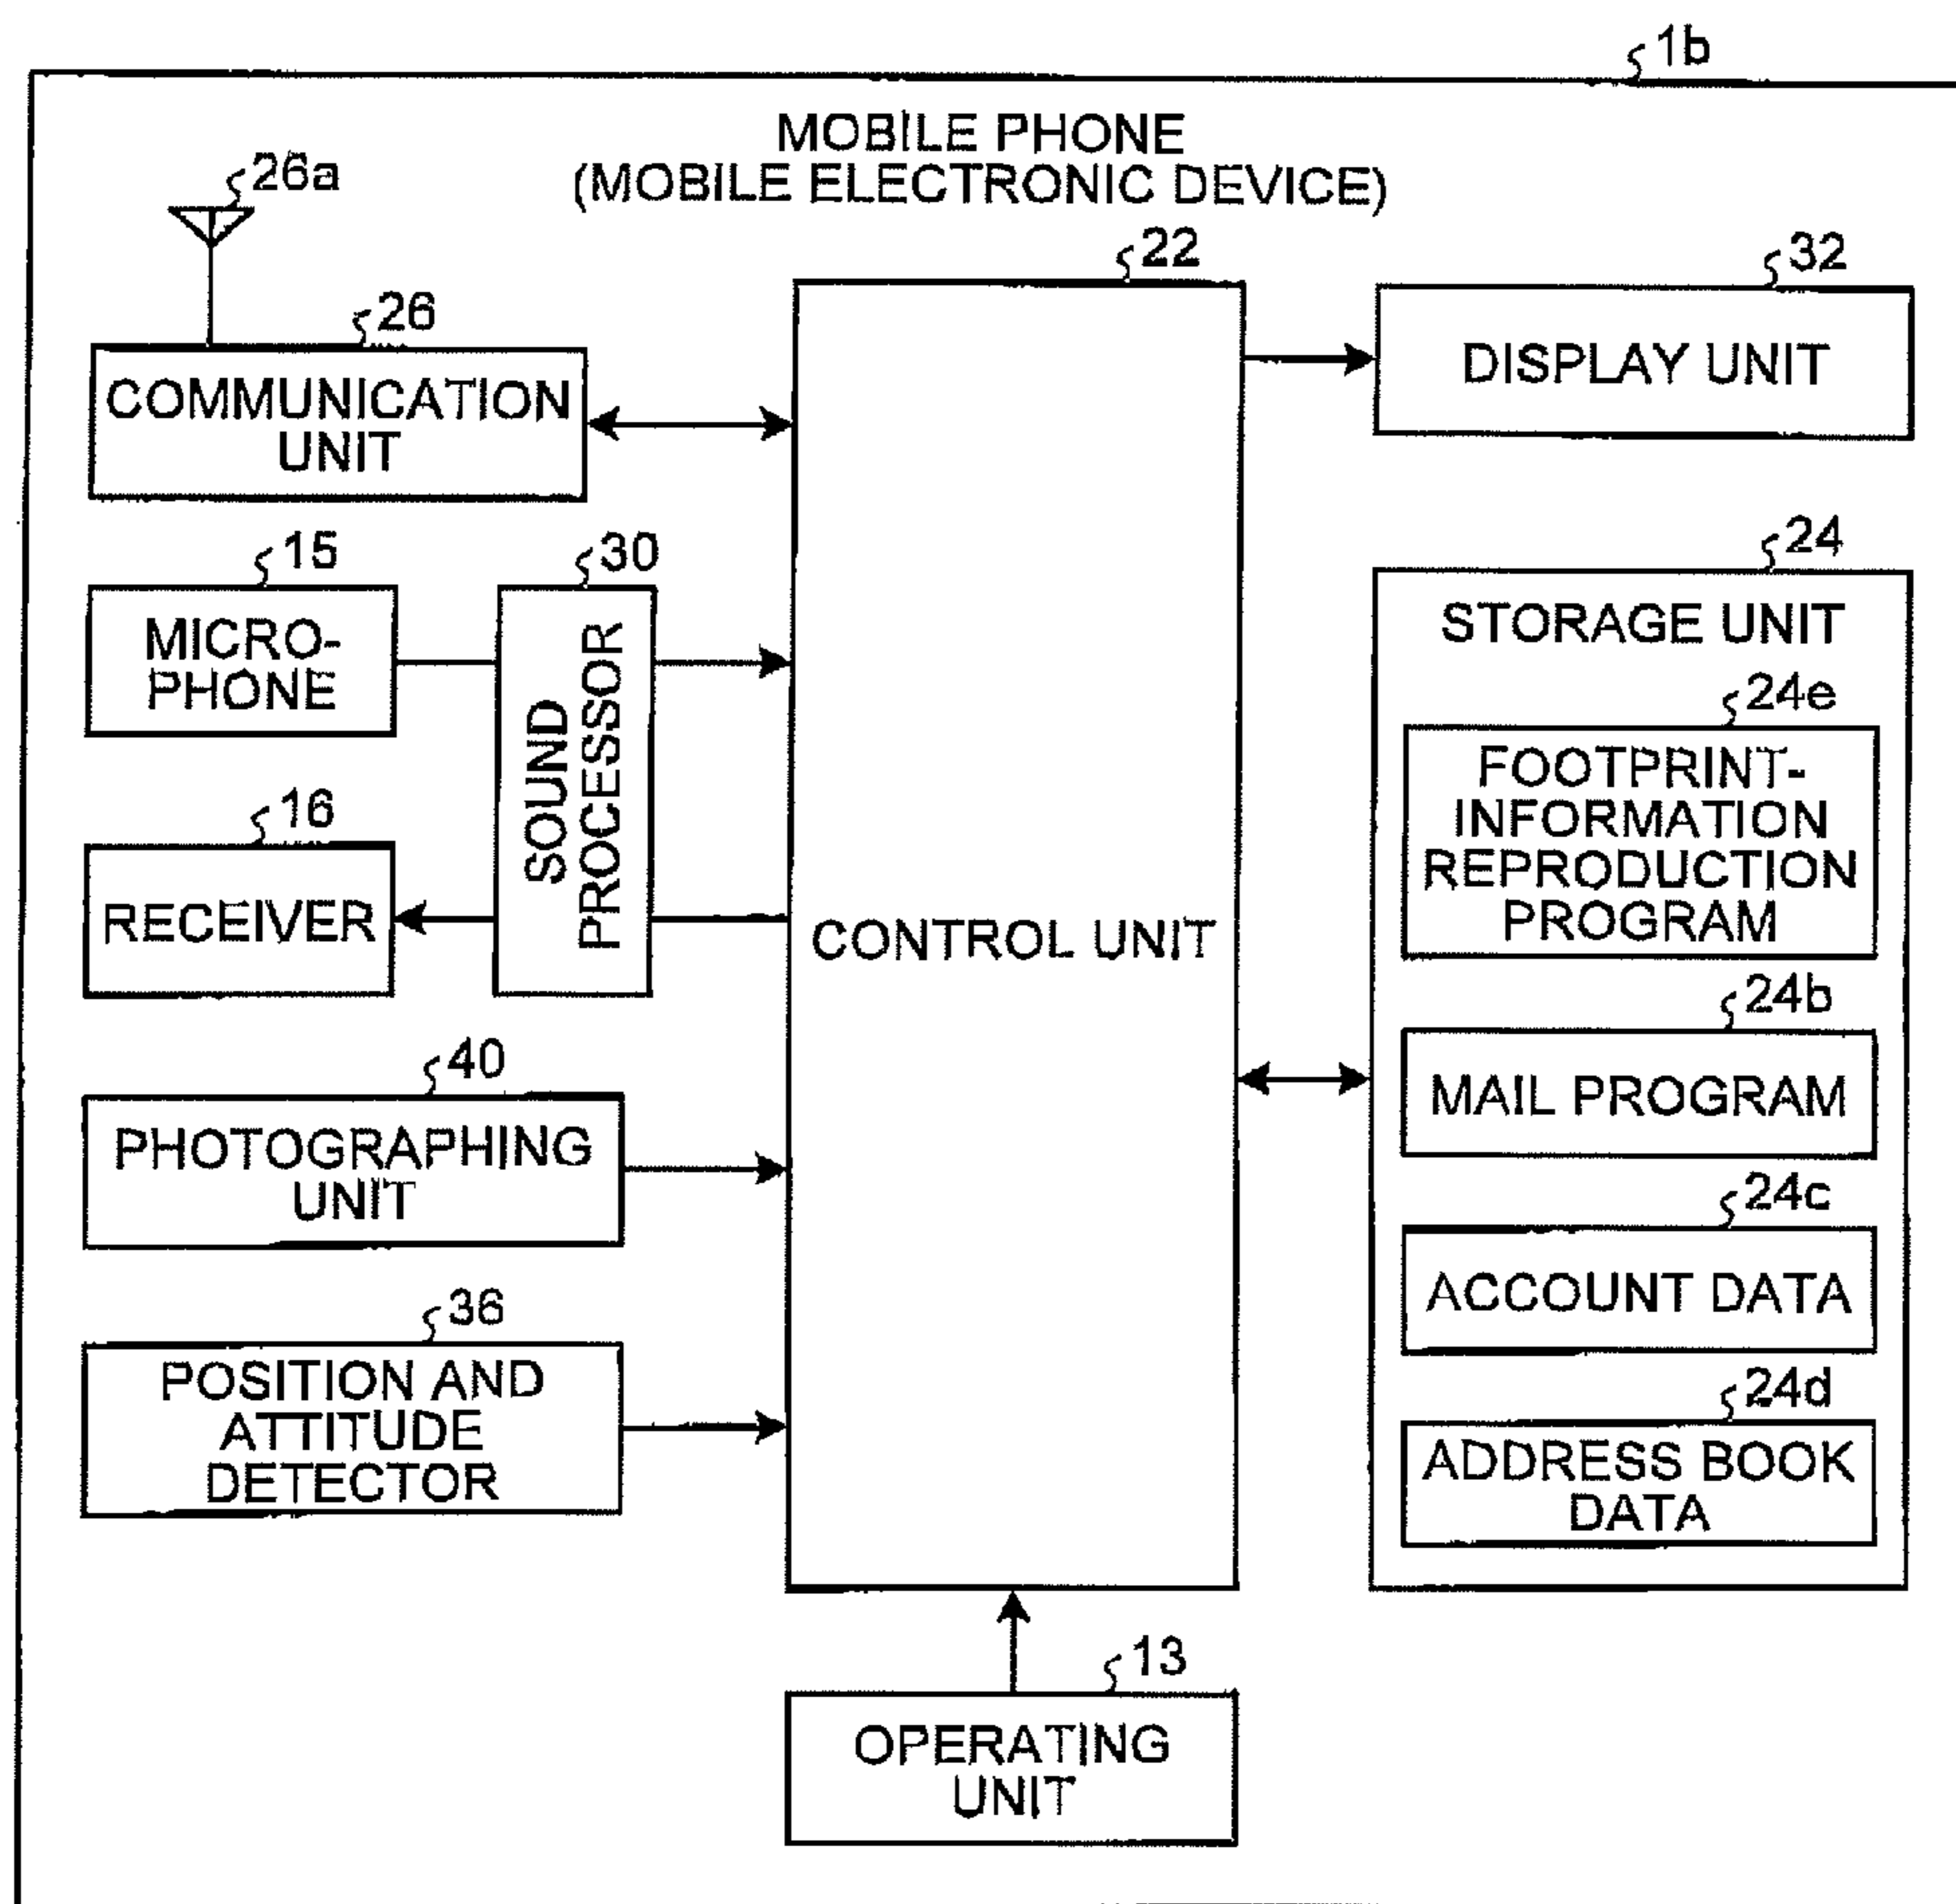 1b
MOBILE PHONE
(MOBILE ELECTRONIC DEVICE)
26a
22
32
26
COMMUNICATION
UNIT
DISPLAY UNIT
15
30
24
MICRO-
PHONE
SOUND
PROCESSOR
STORAGE UNIT
24e
FOOTPRINT-
INFORMATION
REPRODUCTION
PROGRAM
16
RECEIVER
CONTROL UNIT
24b
MAIL PROGRAM
40
PHOTOGRAPHING
UNIT
24c
ACCOUNT DATA
36
POSITION AND
ATTITUDE
DETECTOR
24d
ADDRESS BOOK
DATA
13
OPERATING
UNIT